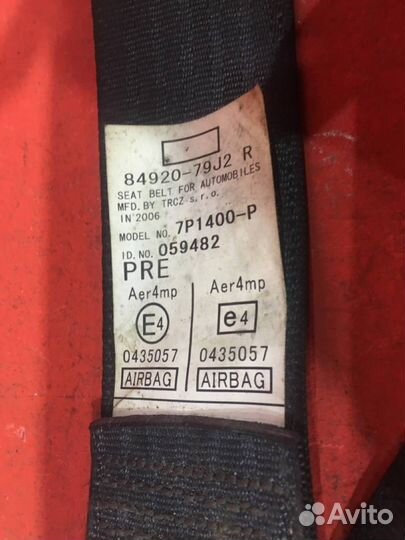 84920-79J2 R
SEAT BELT FOR AUTOMOBILES
MFD. BY TRCZ s.r.o.
IN 2006
MODEL NO. 7P1400-P
ID. NO. 059482
PRE
Aer4mp Aer4mp
E4 e4
0435057 0435057
AIRBAG AIRBAG
Avito